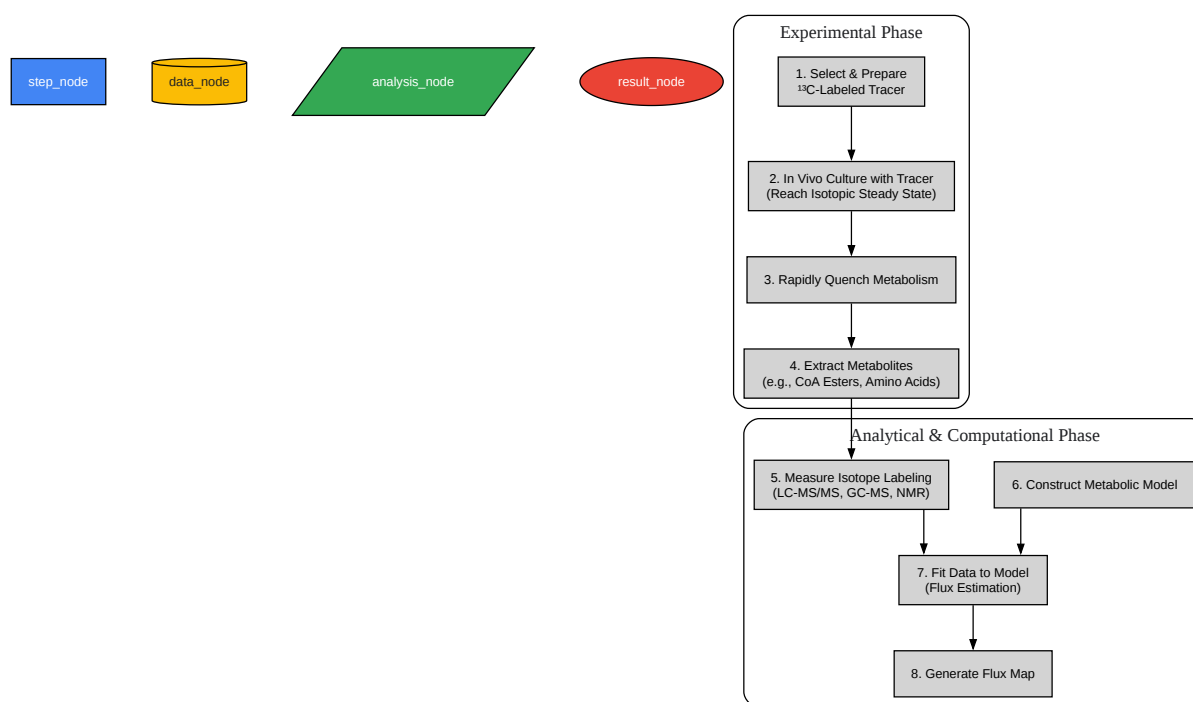 Experimental Phase
step_node
data_node
analysis_node
result_node
1. Select & Prepare
¹³C-Labeled Tracer
2. In Vivo Culture with Tracer
(Reach Isotopic Steady State)
3. Rapidly Quench Metabolism
4. Extract Metabolites
(e.g., CoA Esters, Amino Acids)
Analytical & Computational Phase
5. Measure Isotope Labeling
(LC-MS/MS, GC-MS, NMR)
6. Construct Metabolic Model
7. Fit Data to Model
(Flux Estimation)
8. Generate Flux Map